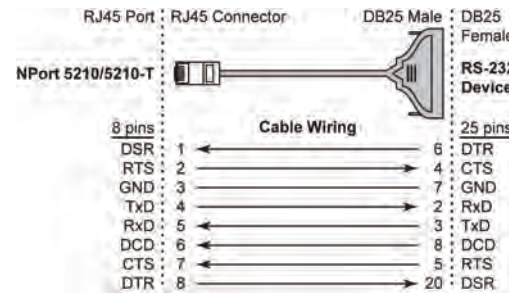 RJ45 Port RJ45 Connector DB25 Male DB25
Female
NPort 5210/5210-T RS-232
Device
8 pins Cable Wiring 25 pins
DSR 1 6 DTR
RTS 2 4 CTS
GND 3 7 GND
TxD 4 2 RxD
RxD 5 3 TxD
DCD 6 8 DCD
CTS 7 5 RTS
DTR 8 20 DSR